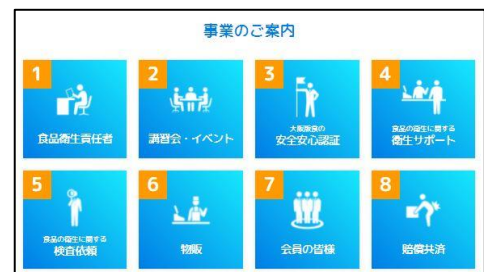 事業のご案内
1
食品衛生責任者
2
講習会・イベント
3
大阪版食の
安全安心認証
4
食品の衛生に関する
衛生サポート
5
食品の衛生に関する
検査依頼
6
物販
7
会員の皆様
8
賠償共済